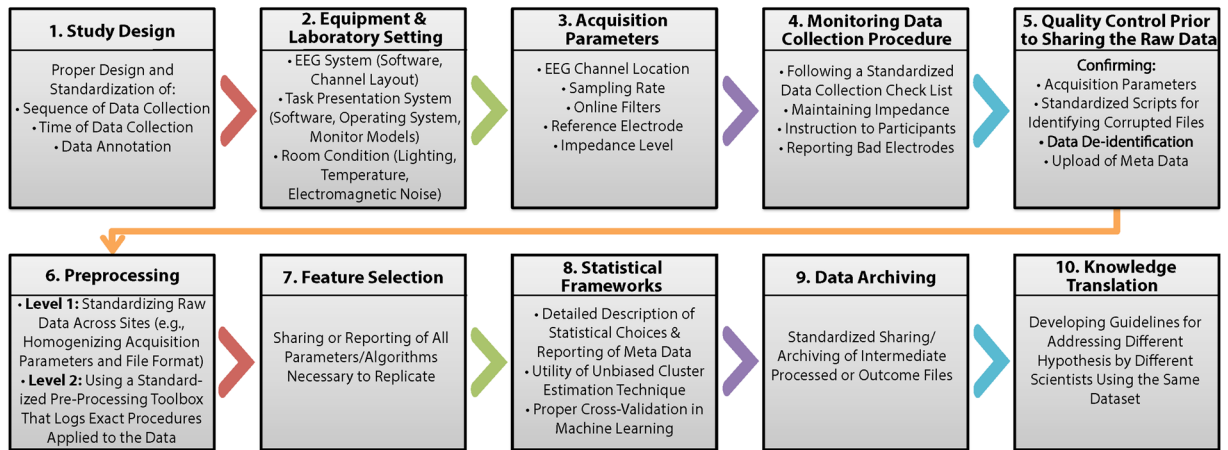 1. Study Design
Proper Design and
Standardization of:
• Sequence of Data Collection
• Time of Data Collection
• Data Annotation
2. Equipment &
Laboratory Setting
• EEG System (Software,
Channel Layout)
• Task Presentation System
(Software, Operating System,
Monitor Models)
• Room Condition (Lighting,
Temperature,
Electromagnetic Noise)
3. Acquisition
Parameters
• EEG Channel Location
• Sampling Rate
• Online Filters
• Reference Electrode
• Impedance Level
4. Monitoring Data
Collection Procedure
• Following a Standardized
Data Collection Check List
• Maintaining Impedance
• Instruction to Participants
• Reporting Bad Electrodes
5. Quality Control Prior
to Sharing the Raw Data
Confirming:
• Acquisition Parameters
• Standardized Scripts for
Identifying Corrupted Files
• Data De-identification
• Upload of Meta Data
6. Preprocessing
• Level 1: Standardizing Raw
Data Across Sites (e.g.,
Homogenizing Acquisition
Parameters and File Format)
• Level 2: Using a Standard-
ized Pre-Processing Toolbox
That Logs Exact Procedures
Applied to the Data
7. Feature Selection
Sharing or Reporting of All
Parameters/Algorithms
Necessary to Replicate
8. Statistical
Frameworks
• Detailed Description of
Statistical Choices &
Reporting of Meta Data
• Utility of Unbiased Cluster
Estimation Technique
• Proper Cross-Validation in
Machine Learning
9. Data Archiving
Standardized Sharing/
Archiving of Intermediate
Processed or Outcome Files
10. Knowledge
Translation
Developing Guidelines for
Addressing Different
Hypothesis by Different
Scientists Using the Same
Dataset